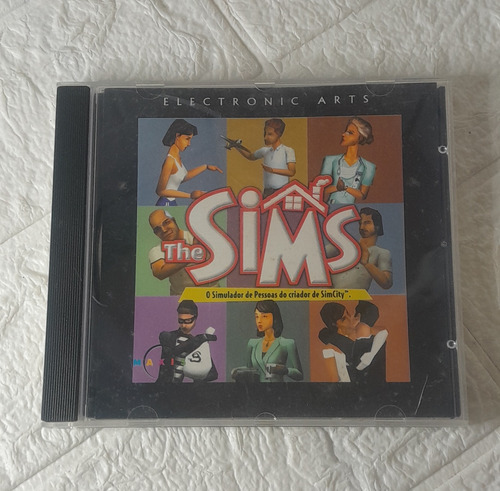 ELECTRONIC ARTS
The SiMS
O Simulador de Pessoas do criador de SimCity™.